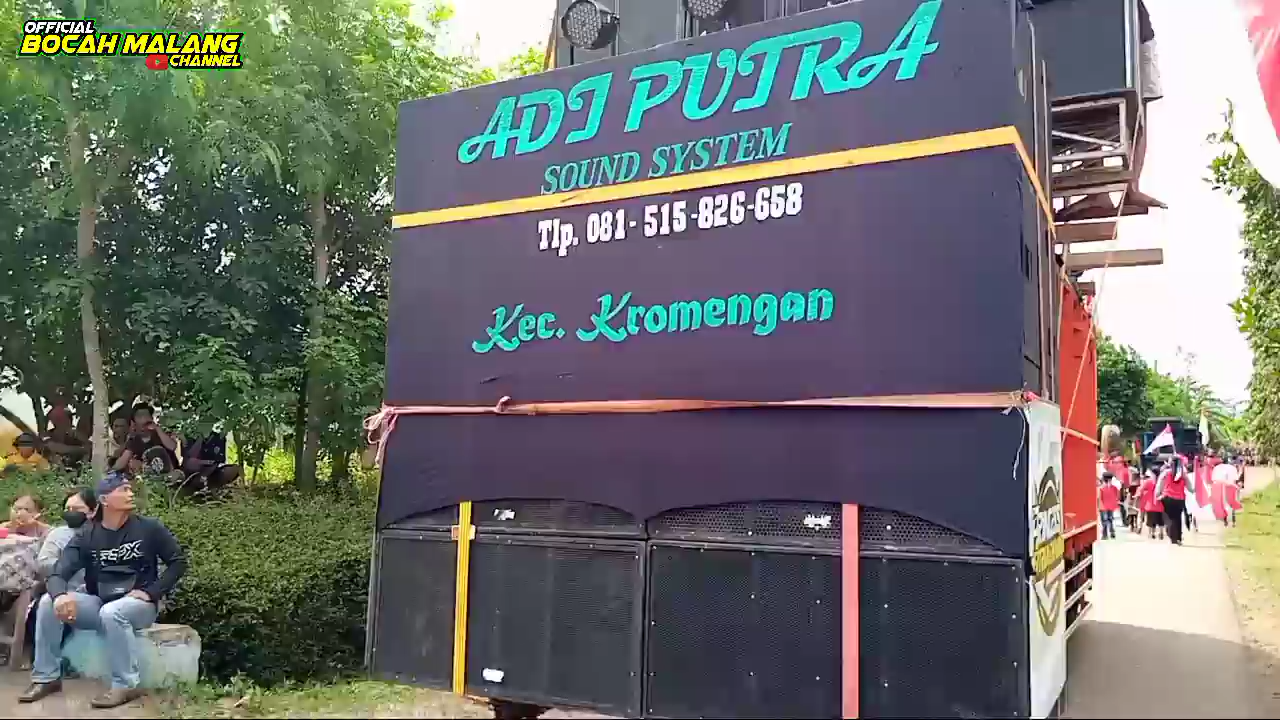 OFFICIAL
BOCAH MALANG
CHANNEL
ADI PUTRA
SOUND SYSTEM
Tlp. 081-515-826-658
Kec. Kromengan